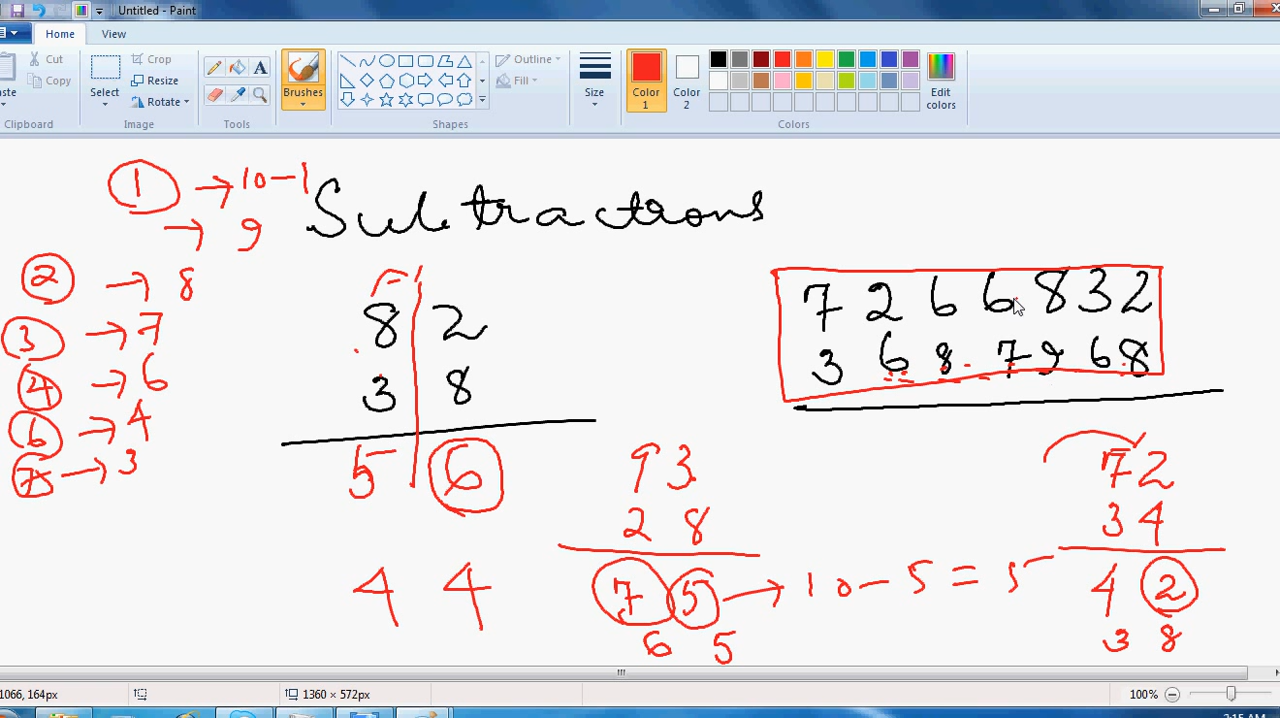 Untitled - Paint
Home View
Cut
Copy
Crop
Resize
Rotate
Select
Brushes
Outline
Fill
Size
Color 1
Color 2
Edit colors
Clipboard
Image
Tools
Shapes
Colors
1 → 10-1
→ 9
Subtractions
2 → 8
3 → 7
4 → 6
6 → 4
7 → 3
-1
8 2
3 8
5 6
4 4
7 2 6 6 8 3 2
3 6 8 7 9 6 8
9 3
2 8
7 5 → 10 - 5 = 5
6 5
7 2
3 4
4 2
3 8
1066, 164px
1360 × 572px
100%